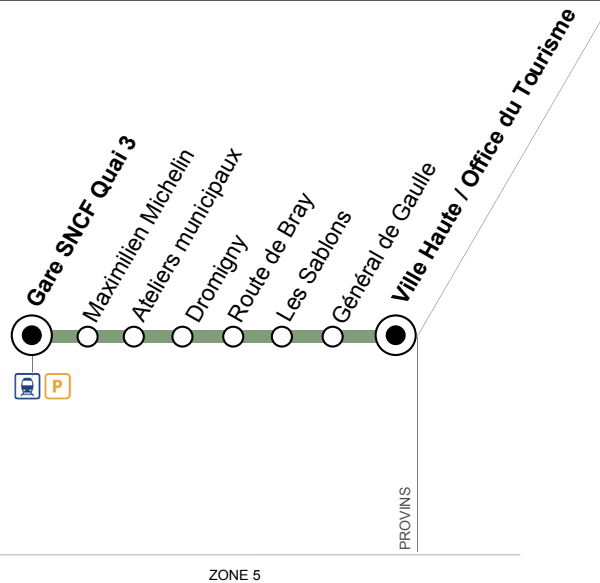 Gare SNCF Quai 3
Maximilien Michelin
Ateliers municipaux
Dromigny
Route de Bray
Les Sablons
Général de Gaulle
Ville Haute / Office du Tourisme
P
PROVINS
ZONE 5